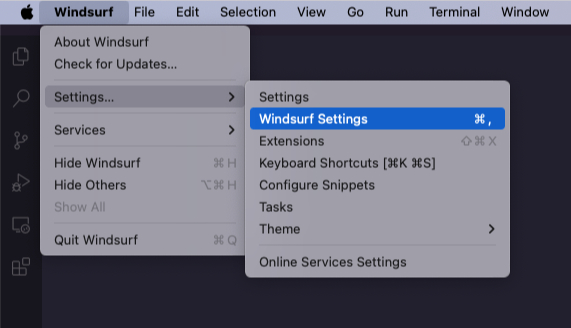 Windsurf File Edit Selection View Go Run Terminal Window
About Windsurf
Check for Updates...
Settings...
Services
Hide Windsurf ⌘ H
Hide Others ⌥ ⌘ H
Show All
Quit Windsurf ⌘ Q
Settings
Windsurf Settings ⌘ ,
Extensions ⇧ ⌘ X
Keyboard Shortcuts [⌘K ⌘S]
Configure Snippets
Tasks
Theme
Online Services Settings